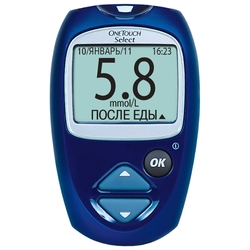 ONETOUCH
Select
10/ЯНВАРЬ/11 16:23
5.8
mmol/L
ПОСЛЕ ЕДЫ▲
OK